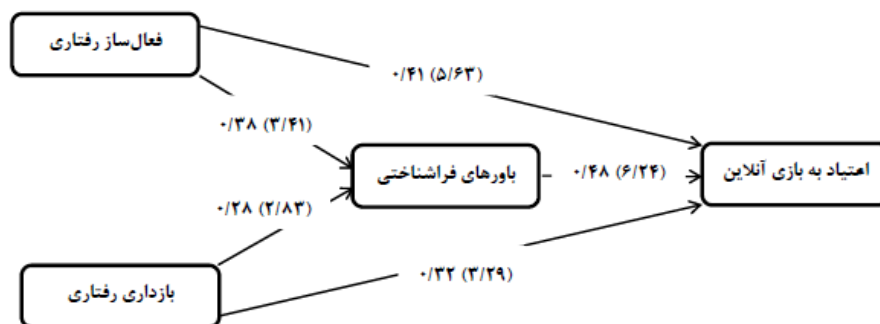 فعال‌ساز رفتاری
۰/۴۱ (۵/۶۳)
۰/۳۸ (۳/۴۱)
باورهای فراشناختی
۰/۴۸ (۶/۲۴)
اعتیاد به بازی آنلاین
۰/۲۸ (۲/۸۳)
۰/۳۲ (۳/۲۹)
بازداری رفتاری